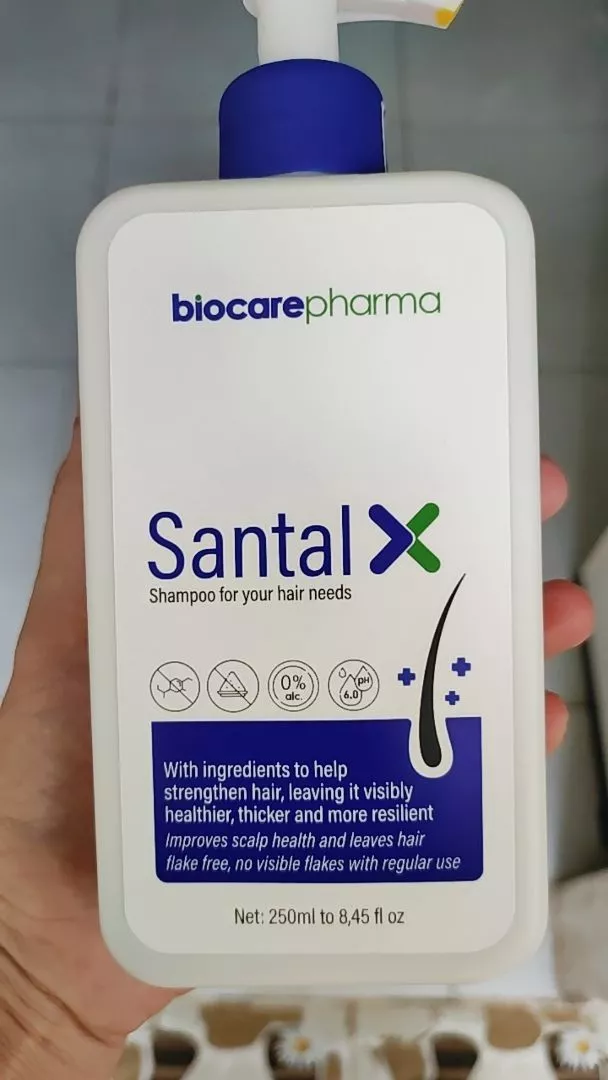 biocarepharma
Santal X
Shampoo for your hair needs
0%
alc.
pH
6.0
With ingredients to help
strengthen hair, leaving it visibly
healthier, thicker and more resilient
Improves scalp health and leaves hair
flake free, no visible flakes with regular use
Net: 250ml to 8,45 fl oz